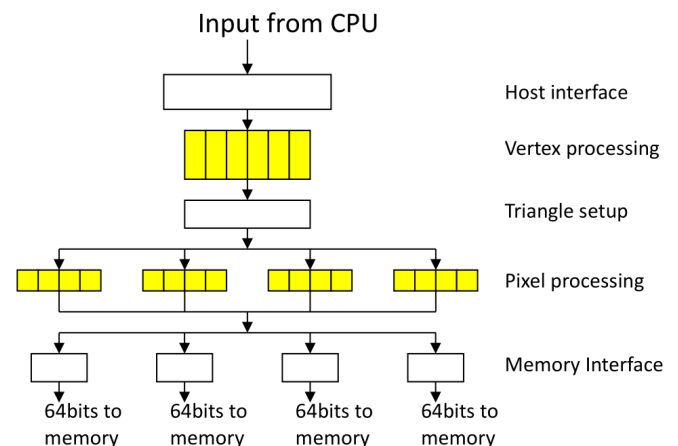 Input from CPU
Host interface
Vertex processing
Triangle setup
Pixel processing
Memory Interface
64bits to
memory
64bits to
memory
64bits to
memory
64bits to
memory